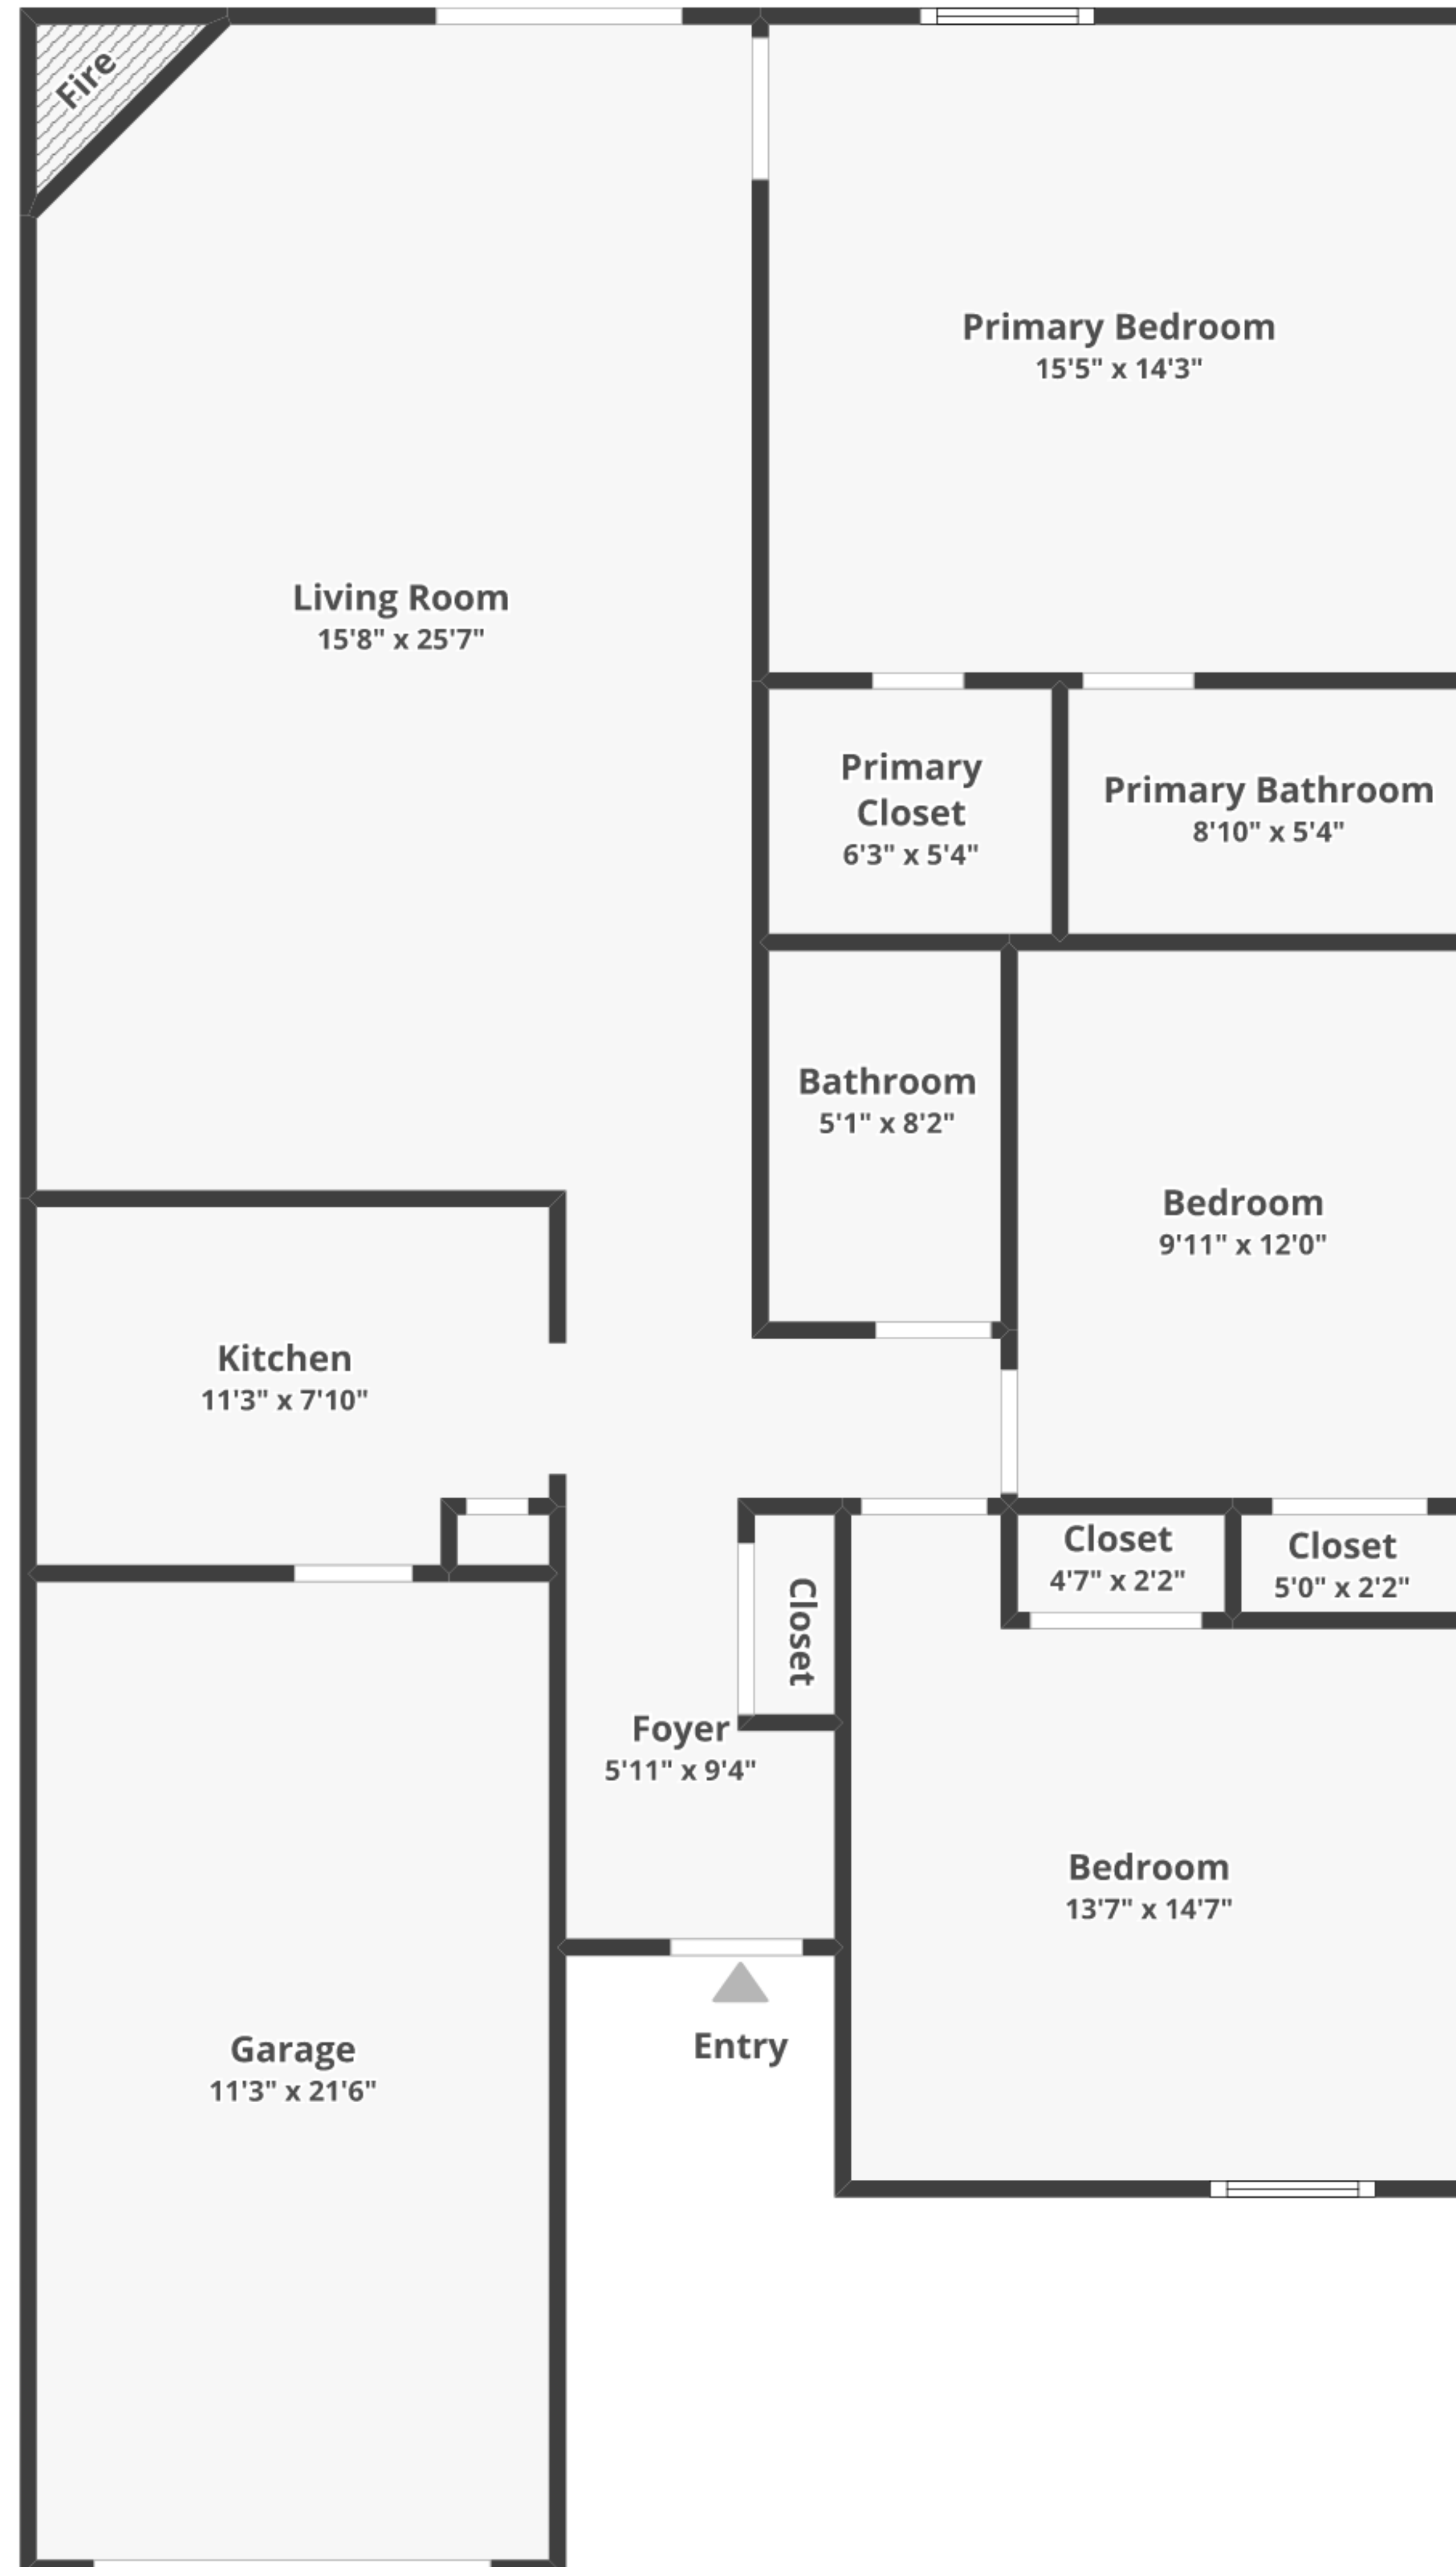 Fire
Primary Bedroom
15'5" x 14'3"
Living Room
15'8" x 25'7"
Primary
Closet
6'3" x 5'4"
Primary Bathroom
8'10" x 5'4"
Bathroom
5'1" x 8'2"
Bedroom
9'11" x 12'0"
Kitchen
11'3" x 7'10"
Closet
4'7" x 2'2"
Closet
5'0" x 2'2"
Closet
Foyer
5'11" x 9'4"
Bedroom
13'7" x 14'7"
Entry
Garage
11'3" x 21'6"